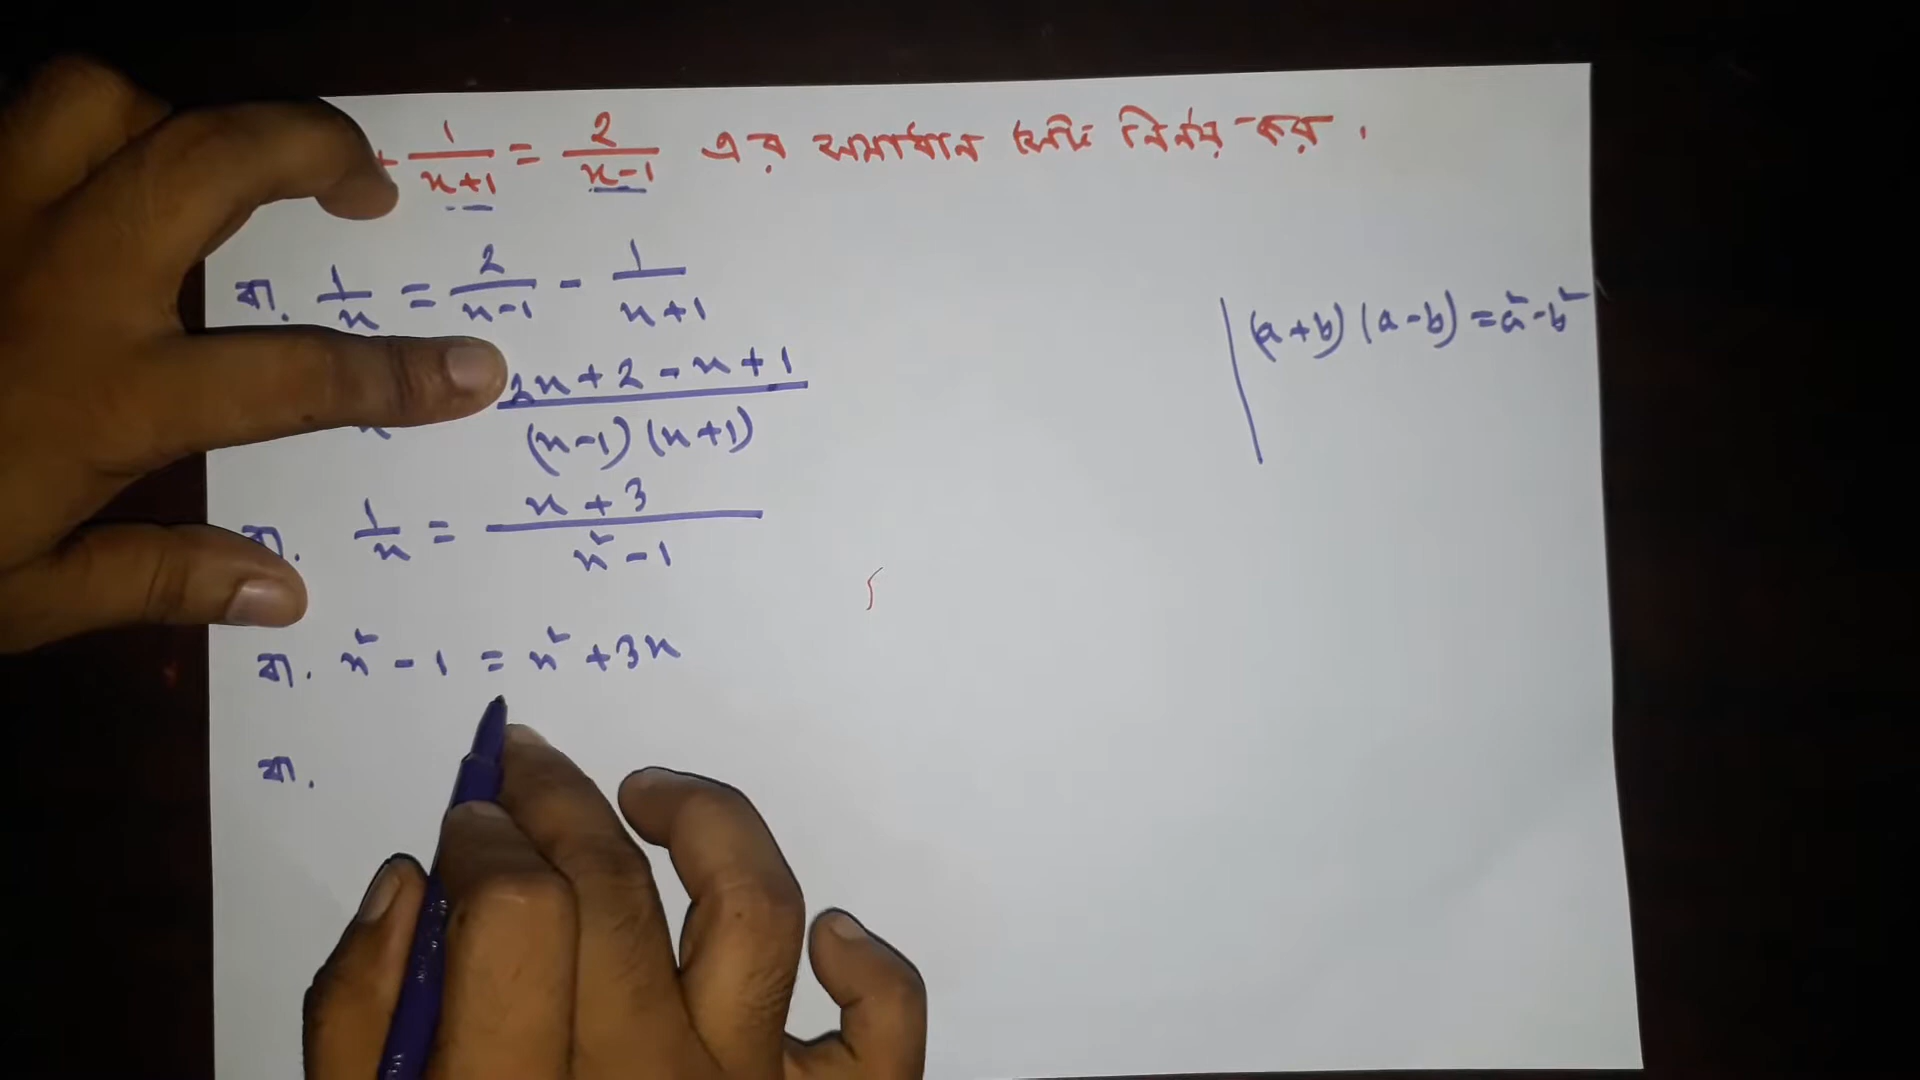 + 1/(x+1) = 2/(x-1) এর সমাধান সেট নির্নয় কর .
বা. 1/x = 2/(x-1) - 1/(x+1)
(2x+2-x+1)/((x-1)(x+1))
বা. 1/x = (x+3)/(x²-1)
বা. x²-1 = x²+3x
বা.
(a+b)(a-b) = a²-b²